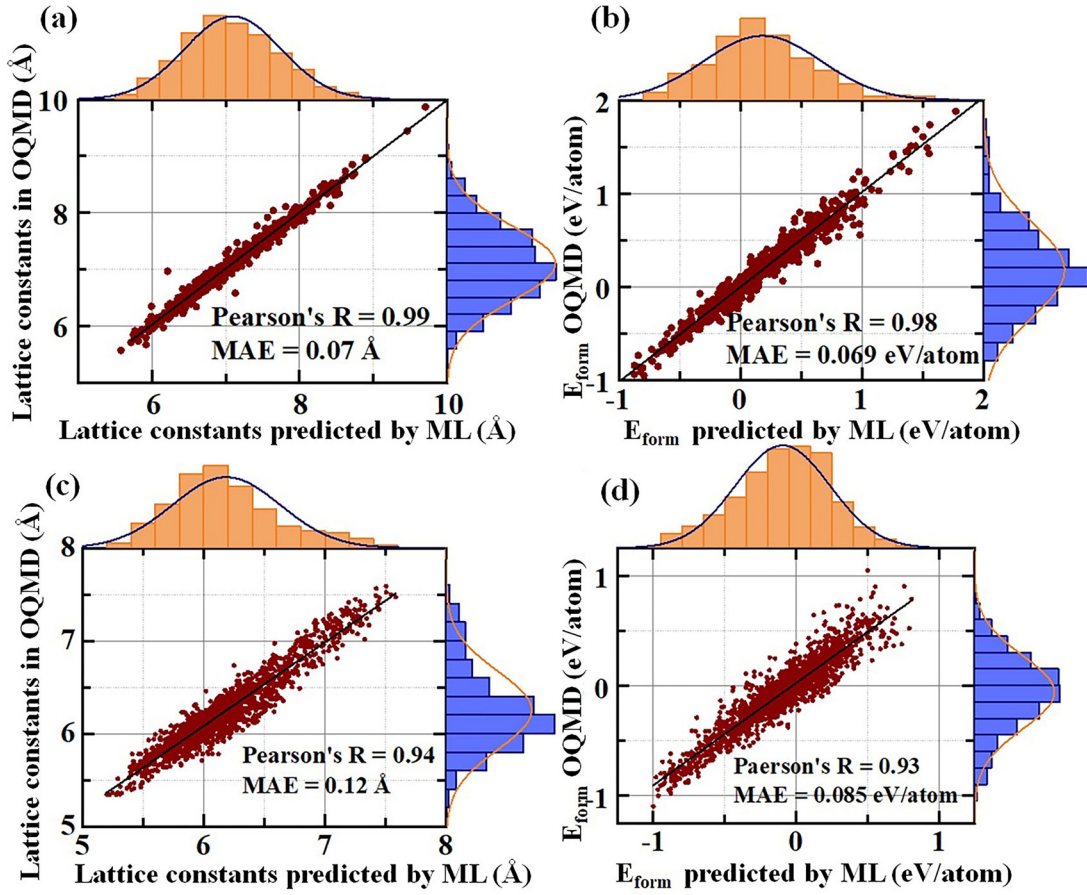 (a)
Lattice constants in OQMD (Å)
10
8
6
6
8
10
Pearson's R = 0.99
MAE = 0.07 Å
Lattice constants predicted by ML (Å)
(b)
E_form OQMD (eV/atom)
2
1
0
-1
-1
0
1
2
Pearson's R = 0.98
MAE = 0.069 eV/atom
E_form predicted by ML (eV/atom)
(c)
Lattice constants in OQMD (Å)
8
7
6
5
5
6
7
8
Pearson's R = 0.94
MAE = 0.12 Å
Lattice constants predicted by ML (Å)
(d)
E_form OQMD (eV/atom)
1
0
-1
-1
0
1
Paerson's R = 0.93
MAE = 0.085 eV/atom
E_form predicted by ML (eV/atom)